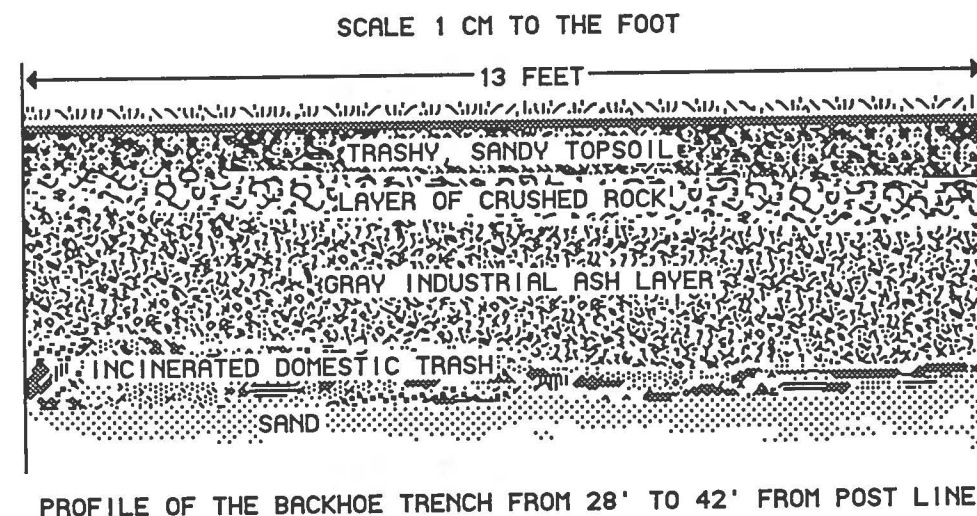 SCALE 1 CM TO THE FOOT
13 FEET
TRASHY, SANDY TOPSOIL
LAYER OF CRUSHED ROCK
GRAY INDUSTRIAL ASH LAYER
INCINERATED DOMESTIC TRASH
SAND
PROFILE OF THE BACKHOE TRENCH FROM 28' TO 42' FROM POST LINE